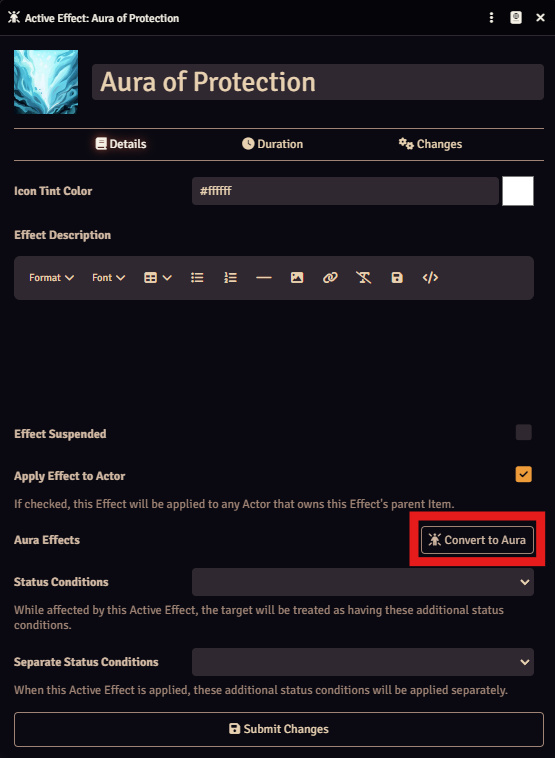 Active Effect: Aura of Protection
Aura of Protection
Details
Duration
Changes
Icon Tint Color
#ffffff
Effect Description
Format
Font
Effect Suspended
Apply Effect to Actor
If checked, this Effect will be applied to any Actor that owns this Effect's parent Item.
Aura Effects
Convert to Aura
Status Conditions
While affected by this Active Effect, the target will be treated as having these additional status
conditions.
Separate Status Conditions
When this Active Effect is applied, these additional status conditions will be applied separately.
Submit Changes